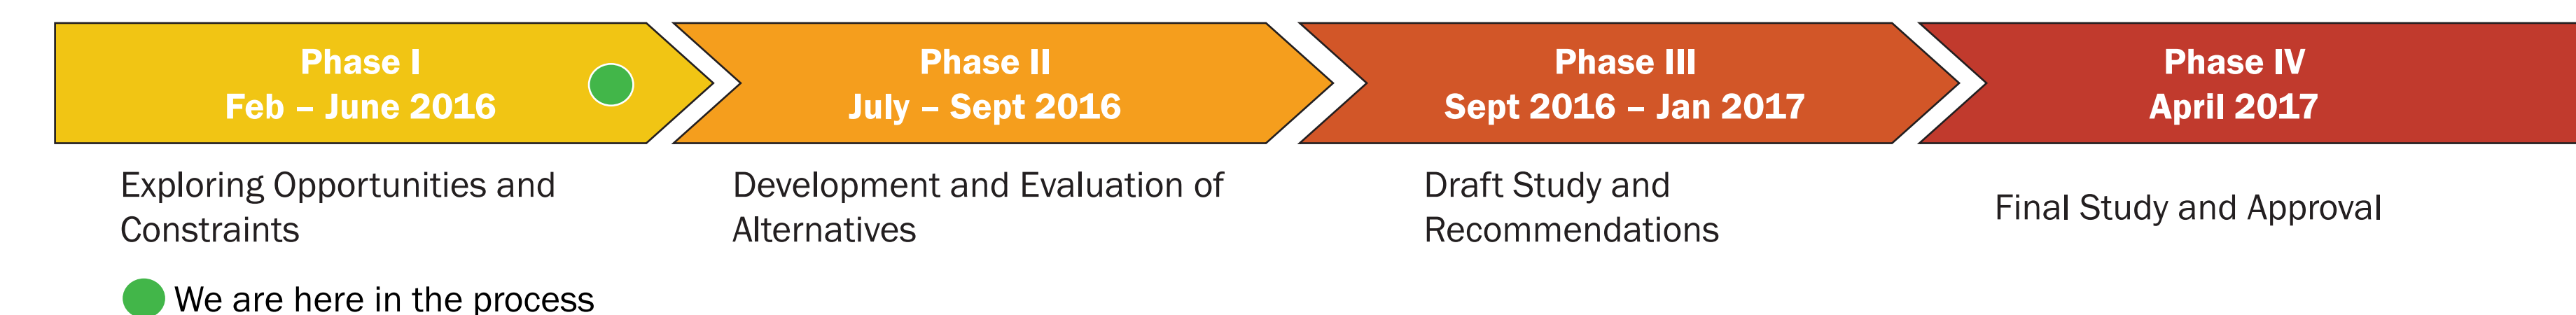 Phase I
Feb – June 2016
Phase II
July – Sept 2016
Phase III
Sept 2016 – Jan 2017
Phase IV
April 2017
Exploring Opportunities and
Constraints
Development and Evaluation of
Alternatives
Draft Study and
Recommendations
Final Study and Approval
We are here in the process